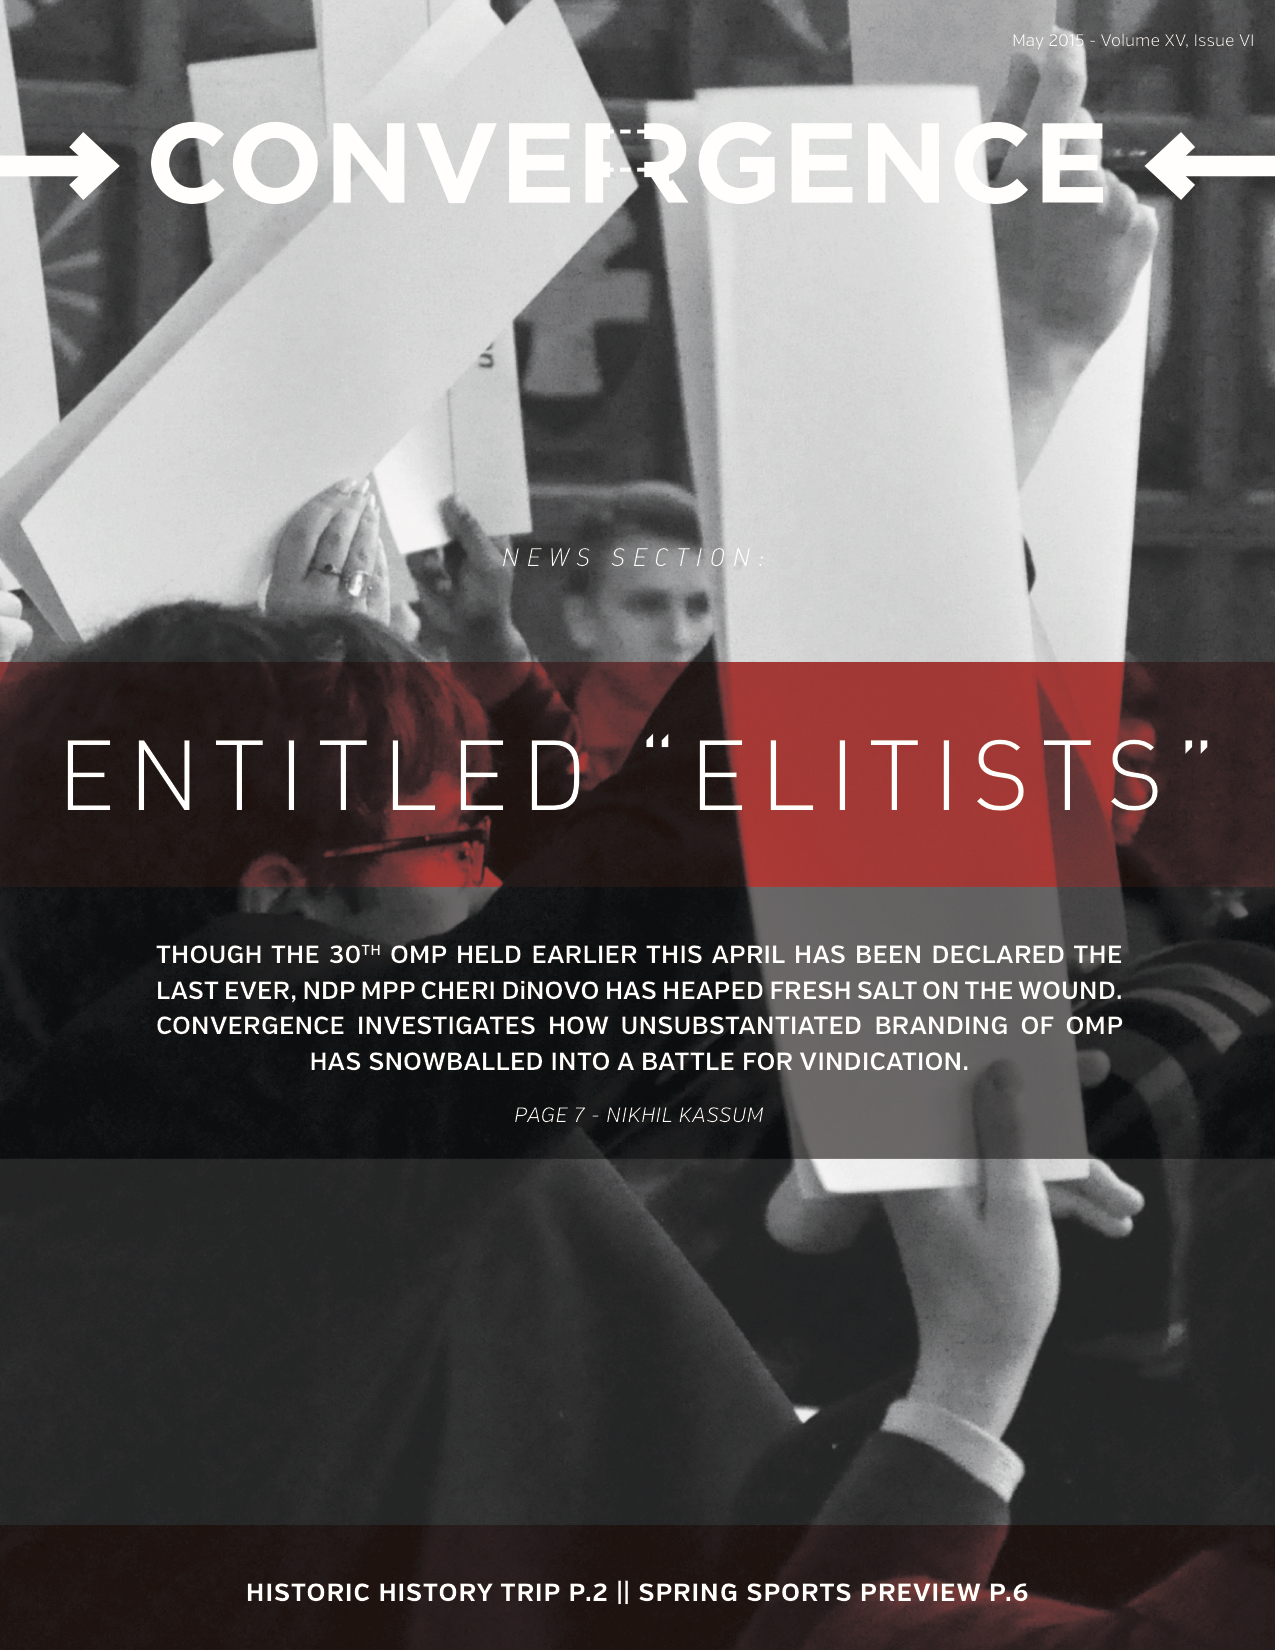 May 2015 - Volume XV, Issue VI
CONVERGENCE
NEWS SECTION:
ENTITLED “ELITISTS”
THOUGH THE 30TH OMP HELD EARLIER THIS APRIL HAS BEEN DECLARED THE
LAST EVER, NDP MPP CHERI DiNOVO HAS HEAPED FRESH SALT ON THE WOUND.
CONVERGENCE INVESTIGATES HOW UNSUBSTANTIATED BRANDING OF OMP
HAS SNOWBALLED INTO A BATTLE FOR VINDICATION.
PAGE 7 - NIKHIL KASSUM
HISTORIC HISTORY TRIP P.2 || SPRING SPORTS PREVIEW P.6